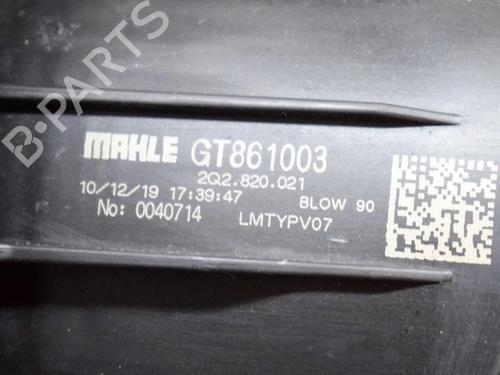 MAHLE GT861003
2Q2.820.021
10/12/19 17:39:47 BLOW 90
No: 0040714 LMTYPV07
B-PARTS